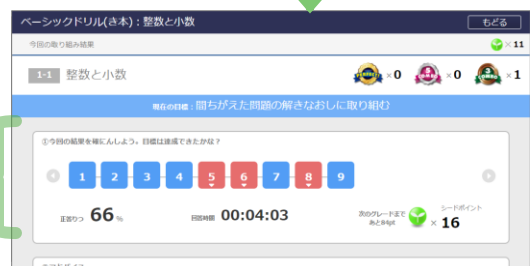 ベーシックドリル(き本)：整数と小数
もどる
今回の取り組み結果
× 11
1-1 整数と小数
×0
×0
×1
現在の目標：間ちがえた問題の解きなおしに取り組む
①今回の結果を確にんしよう。目標は達成できたかな？
1 2 3 4 5 6 7 8 9
正答りつ 66 %
回答時間 00:04:03
次のグレードまで
あと84pt
シードポイント
× 16